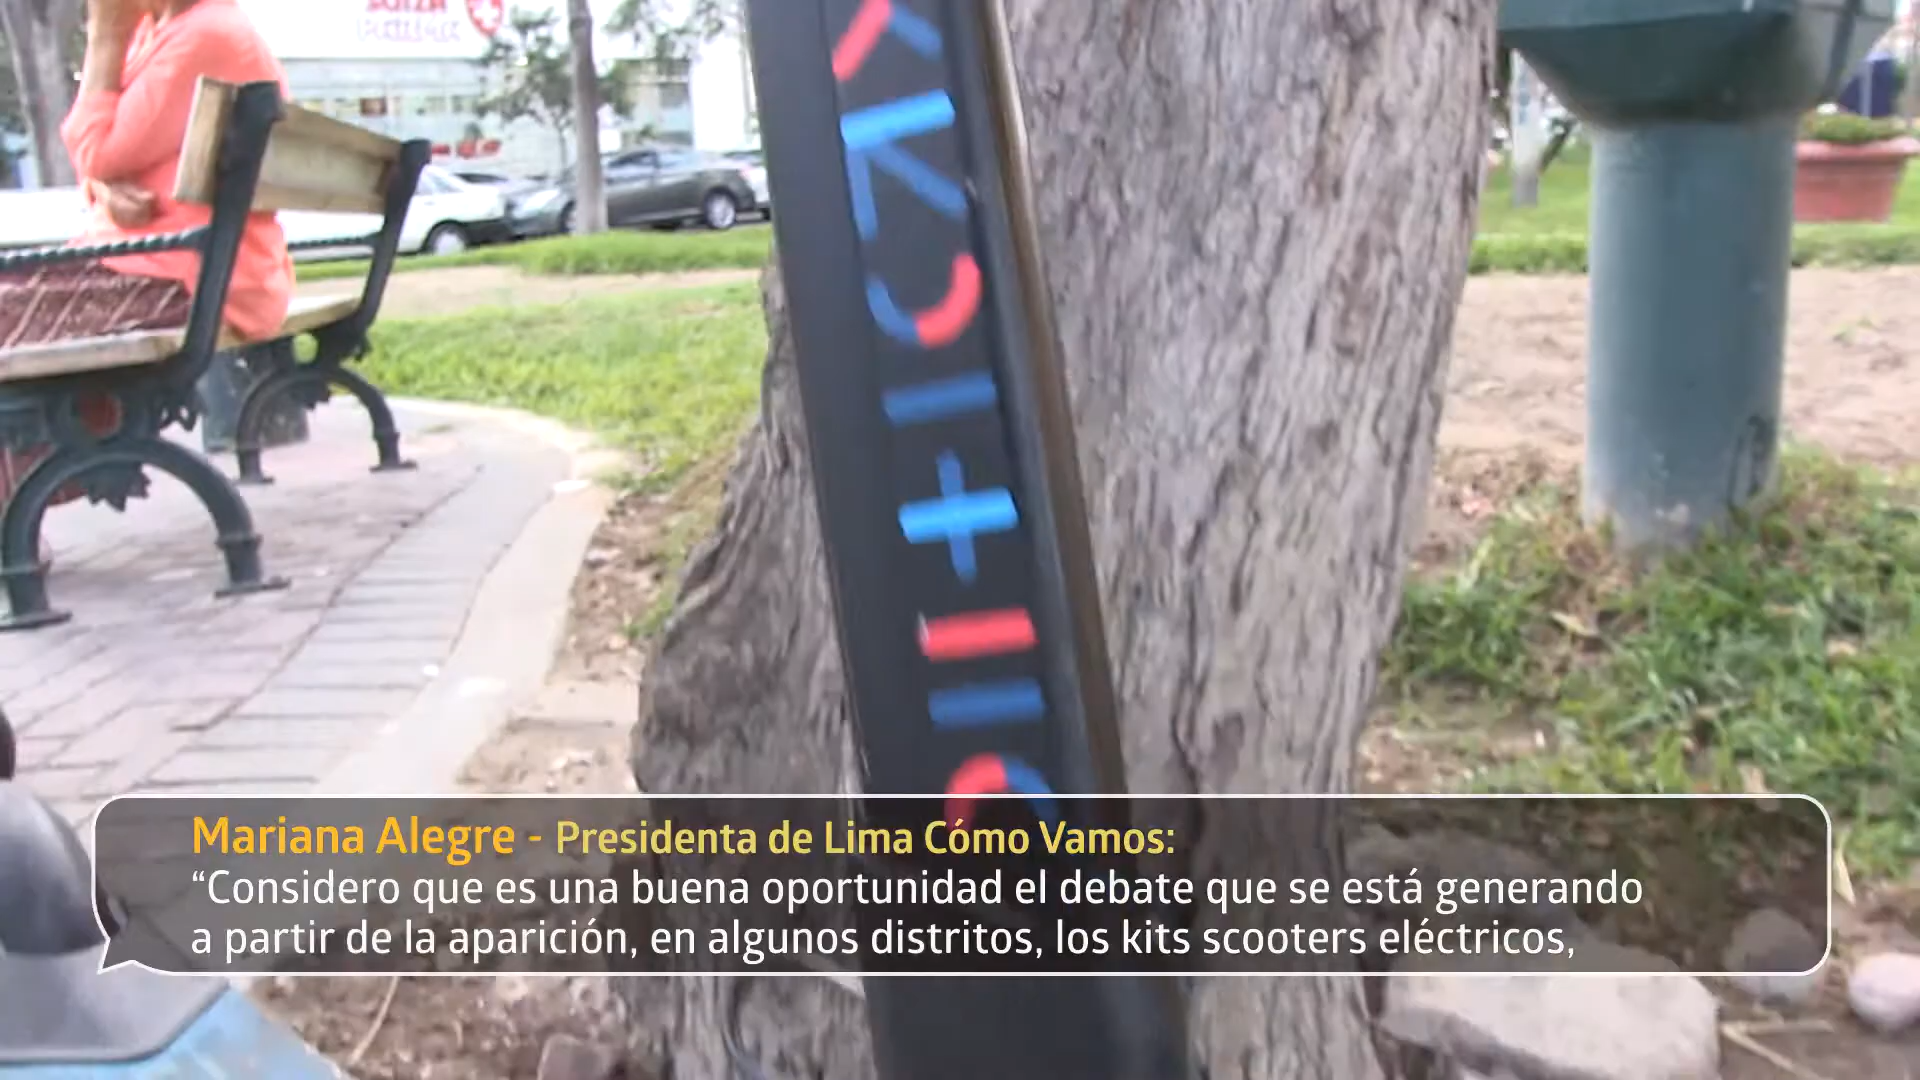 SUIZA
Mariana Alegre - Presidenta de Lima Cómo Vamos:
“Considero que es una buena oportunidad el debate que se está generando
a partir de la aparición, en algunos distritos, los kits scooters eléctricos,